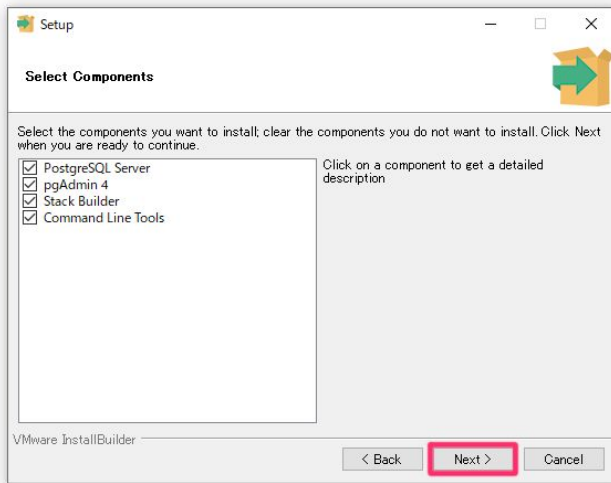 Setup
Select Components
Select the components you want to install; clear the components you do not want to install. Click Next
when you are ready to continue.
PostgreSQL Server
pgAdmin 4
Stack Builder
Command Line Tools
Click on a component to get a detailed
description
VMware InstallBuilder
< Back
Next >
Cancel